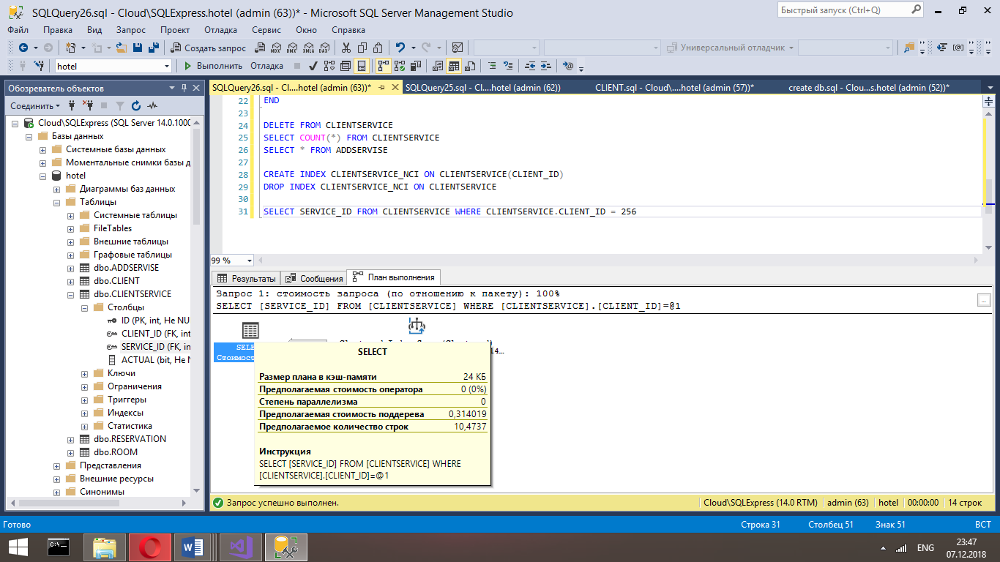 SQLQuery26.sql - Cloud\SQLExpress.hotel (admin (63))* - Microsoft SQL Server Management Studio
Быстрый запуск (Ctrl+Q)
Файл Правка Вид Запрос Проект Отладка Сервис Окно Справка
Создать запрос MDX DMX XMLA DAX Универсальный отладчик
hotel Выполнить Отладка
Обозреватель объектов
Соединить
Cloud\SQLExpress (SQL Server 14.0.1000
Базы данных
Системные базы данных
Моментальные снимки базы д
hotel
Диаграммы баз данных
Таблицы
Системные таблицы
FileTables
Внешние таблицы
Графовые таблицы
dbo.ADDSERVISE
dbo.CLIENT
dbo.CLIENTSERVICE
Столбцы
ID (PK, int, Не NU
CLIENT_ID (FK, int
SERVICE_ID (FK, in
ACTUAL (bit, Не N
Ключи
Ограничения
Триггеры
Индексы
Статистика
dbo.RESERVATION
dbo.ROOM
Представления
Внешние ресурсы
Синонимы
SQLQuery26.sql - Cl....hotel (admin (63))* SQLQuery25.sql - Cl....hotel (admin (62)) CLIENT.sql - Cloud\....hotel (admin (57))* create db.sql - Clou...s.hotel (admin (52))*
22 END
23
24 DELETE FROM CLIENTSERVICE
25 SELECT COUNT(*) FROM CLIENTSERVICE
26 SELECT * FROM ADDSERVISE
27
28 CREATE INDEX CLIENTSERVICE_NCI ON CLIENTSERVICE(CLIENT_ID)
29 DROP INDEX CLIENTSERVICE_NCI ON CLIENTSERVICE
30
31 SELECT SERVICE_ID FROM CLIENTSERVICE WHERE CLIENTSERVICE.CLIENT_ID = 256
99 %
Результаты Сообщения План выполнения
Запрос 1: стоимость запроса (по отношению к пакету): 100%
SELECT [SERVICE_ID] FROM [CLIENTSERVICE] WHERE [CLIENTSERVICE].[CLIENT_ID]=@1
SELE
Стоимост
SELECT
Размер плана в кэш-памяти 24 КБ
Предполагаемая стоимость оператора 0 (0%)
Степень параллелизма 0
Предполагаемая стоимость поддерева 0,314019
Предполагаемое количество строк 10,4737
Инструкция
SELECT [SERVICE_ID] FROM [CLIENTSERVICE] WHERE
[CLIENTSERVICE].[CLIENT_ID]=@1
Запрос успешно выполнен. Cloud\SQLExpress (14.0 RTM) admin (63) hotel 00:00:00 14 строк
Готово Строка 31 Столбец 51 Знак 51 ВСТ
ENG
23:47
07.12.2018